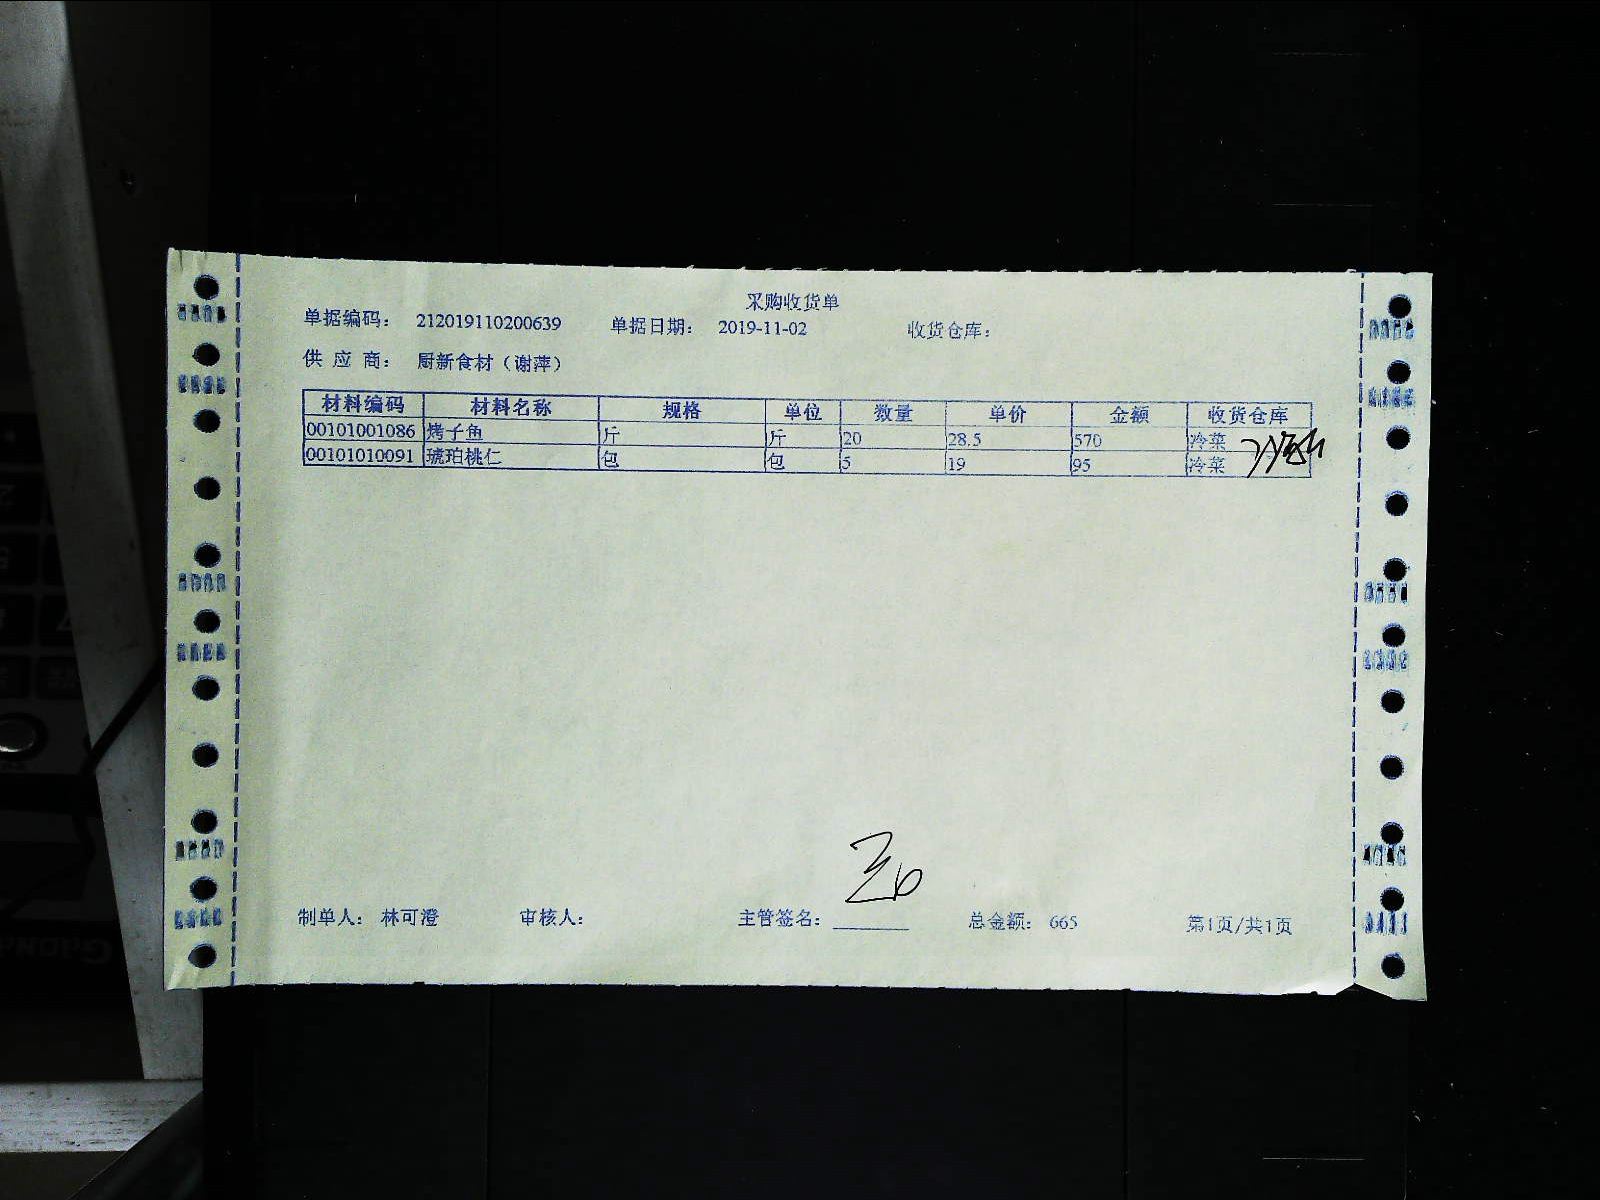 采购收货单
单据编码: 212019110200639 单据日期: 2019-11-02 收货仓库:
供 应 商: 厨新食材（谢萍）
材料编码 材料名称 规格 单位 数量 单价 金额 收货仓库
00101001086 烤子鱼 斤 斤 20 28.5 570 冷菜
00101010091 琥珀桃仁 包 包 5 19 95 冷菜
制单人: 林可澄 审核人: 主管签名: 总金额: 665 第1页/共1页